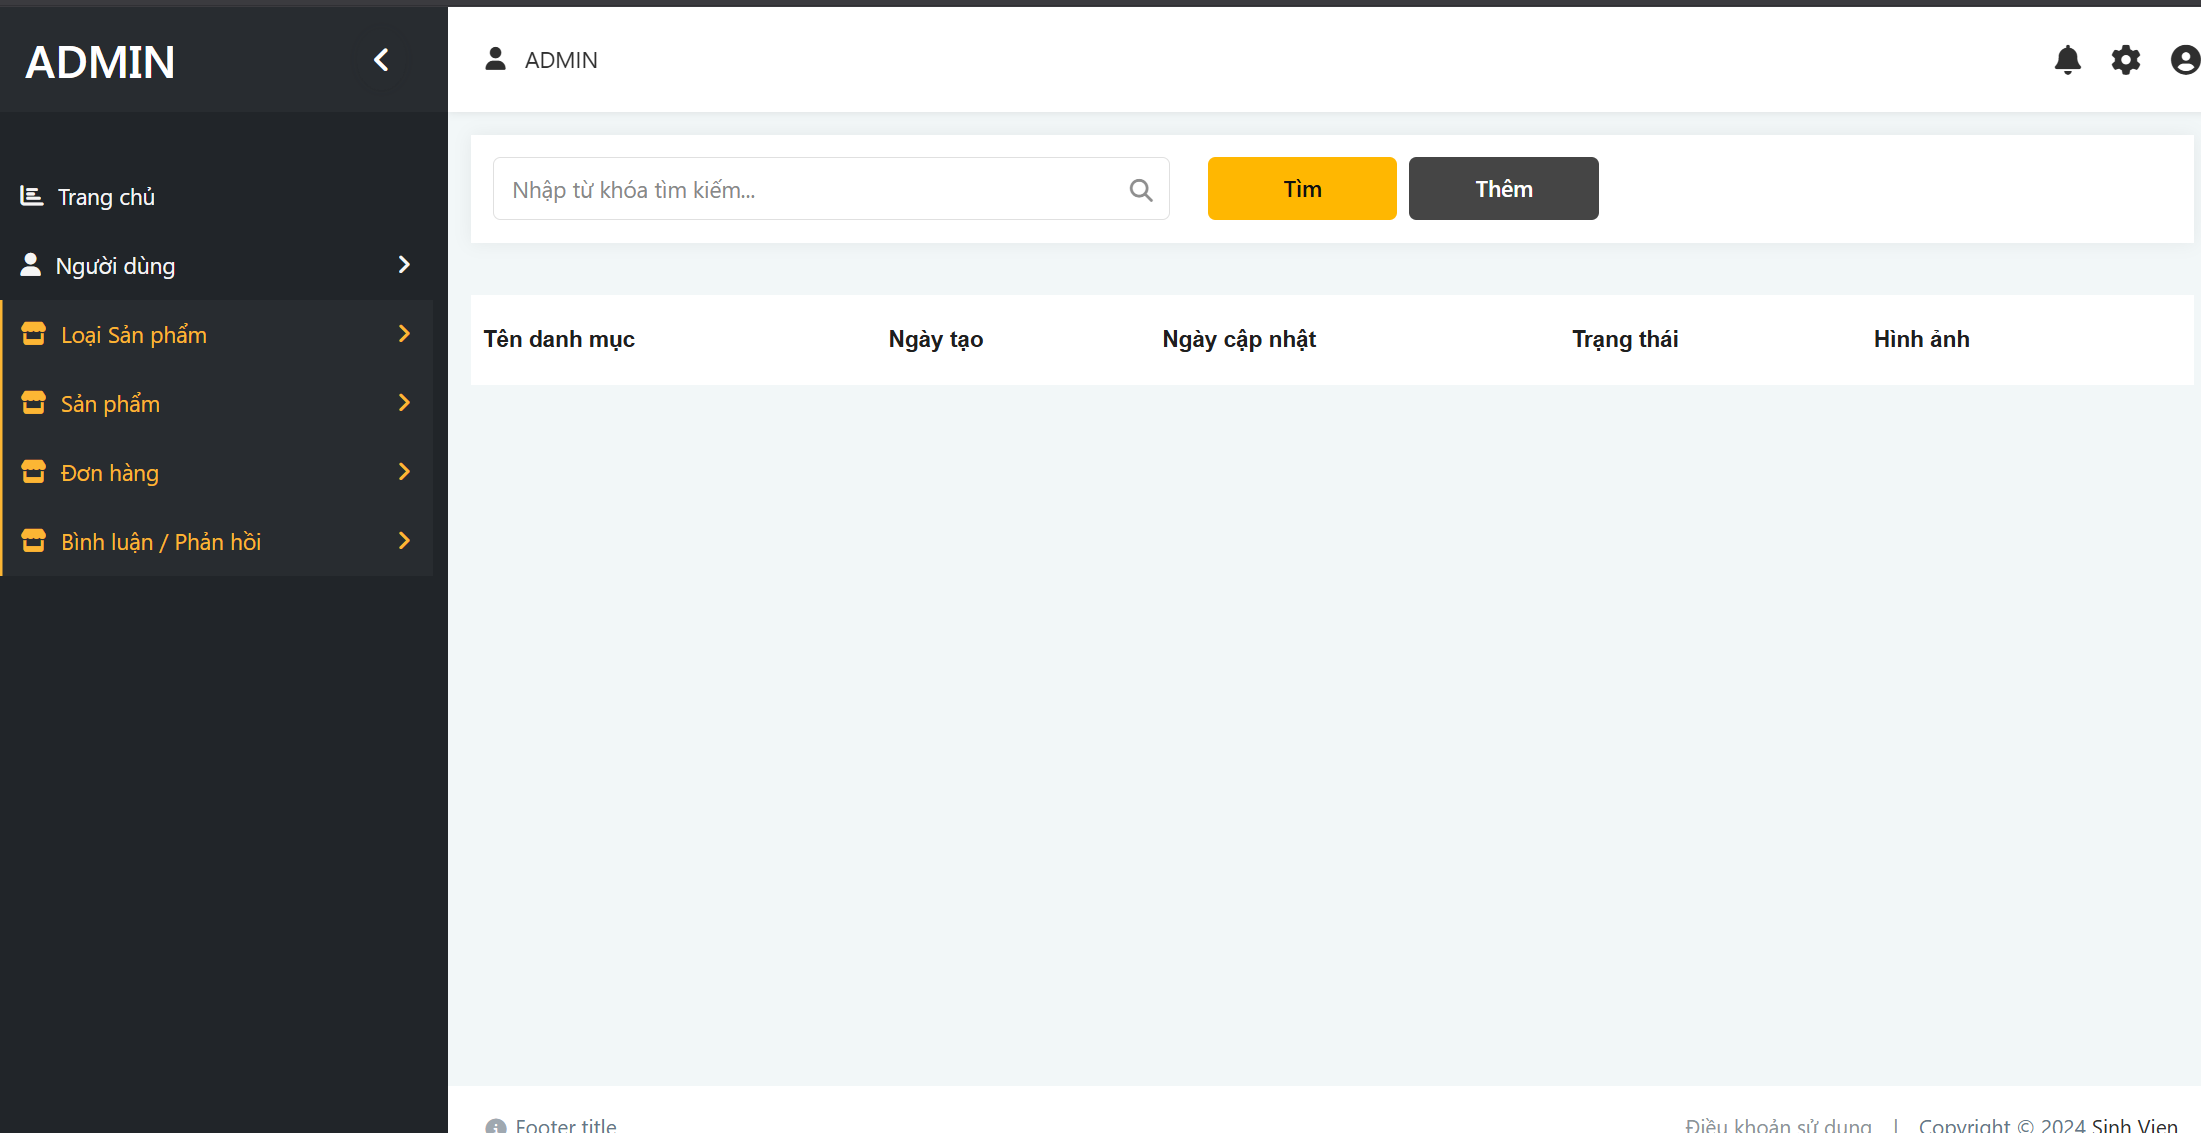 ADMIN
ADMIN
Trang chủ
Người dùng
Loại Sản phẩm
Sản phẩm
Đơn hàng
Bình luận / Phản hồi
Nhập từ khóa tìm kiếm...
Tìm
Thêm
Tên danh mục Ngày tạo Ngày cập nhật Trạng thái Hình ảnh
Footer title
Điều khoản sử dụng | Copyright © 2024 Sinh Vien